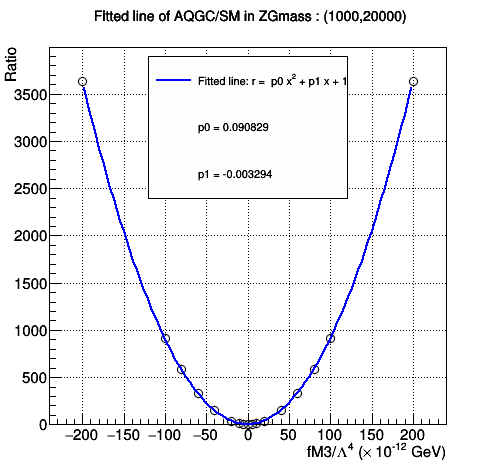 FItted line of AQGC/SM in ZGmass : (1000,20000)
Ratio
Fitted line: r = p0 x² + p1 x + 1
p0 = 0.090829
p1 = -0.003294
3500
3000
2500
2000
1500
1000
500
0
−200 −150 −100 −50 0 50 100 150 200
fM3/Λ⁴ (× 10⁻¹² GeV)